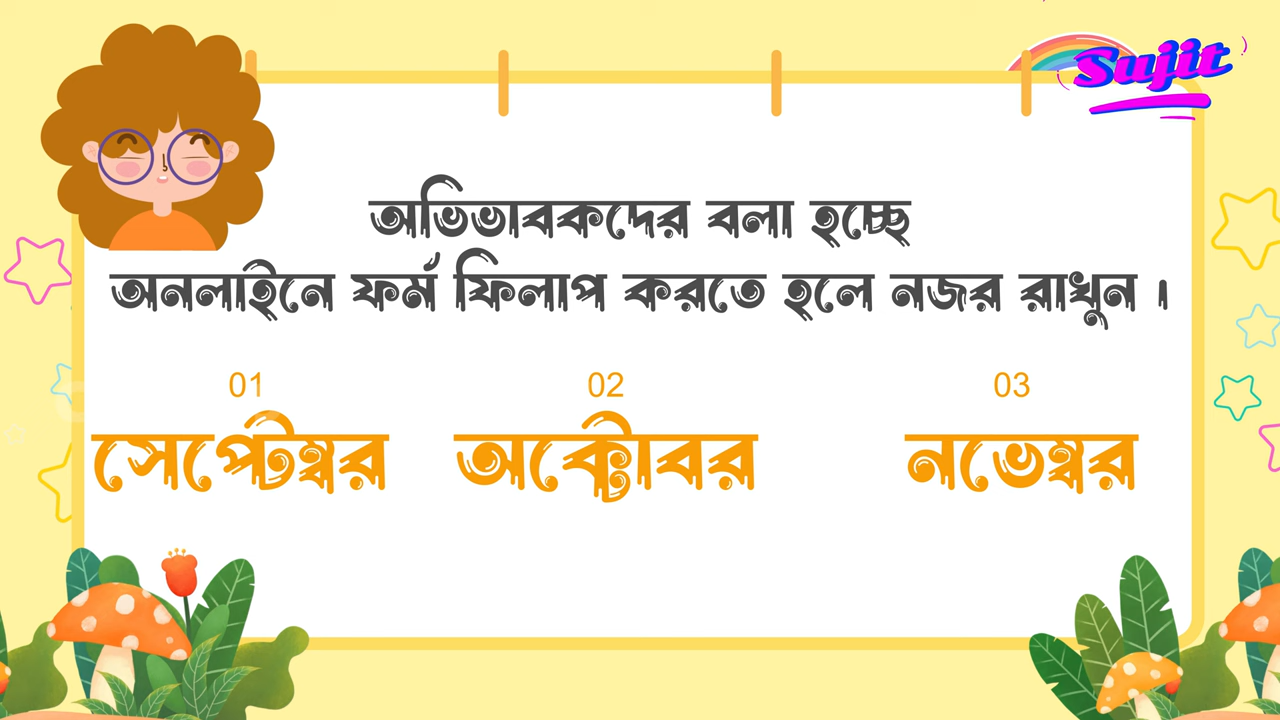 Sujit
অভিভাবকদের বলা হচ্ছে
অনলাইনে ফর্ম ফিলাপ করতে হলে নজর রাখুন ।
01 02 03
সেপ্টেম্বর অক্টোবর নভেম্বর